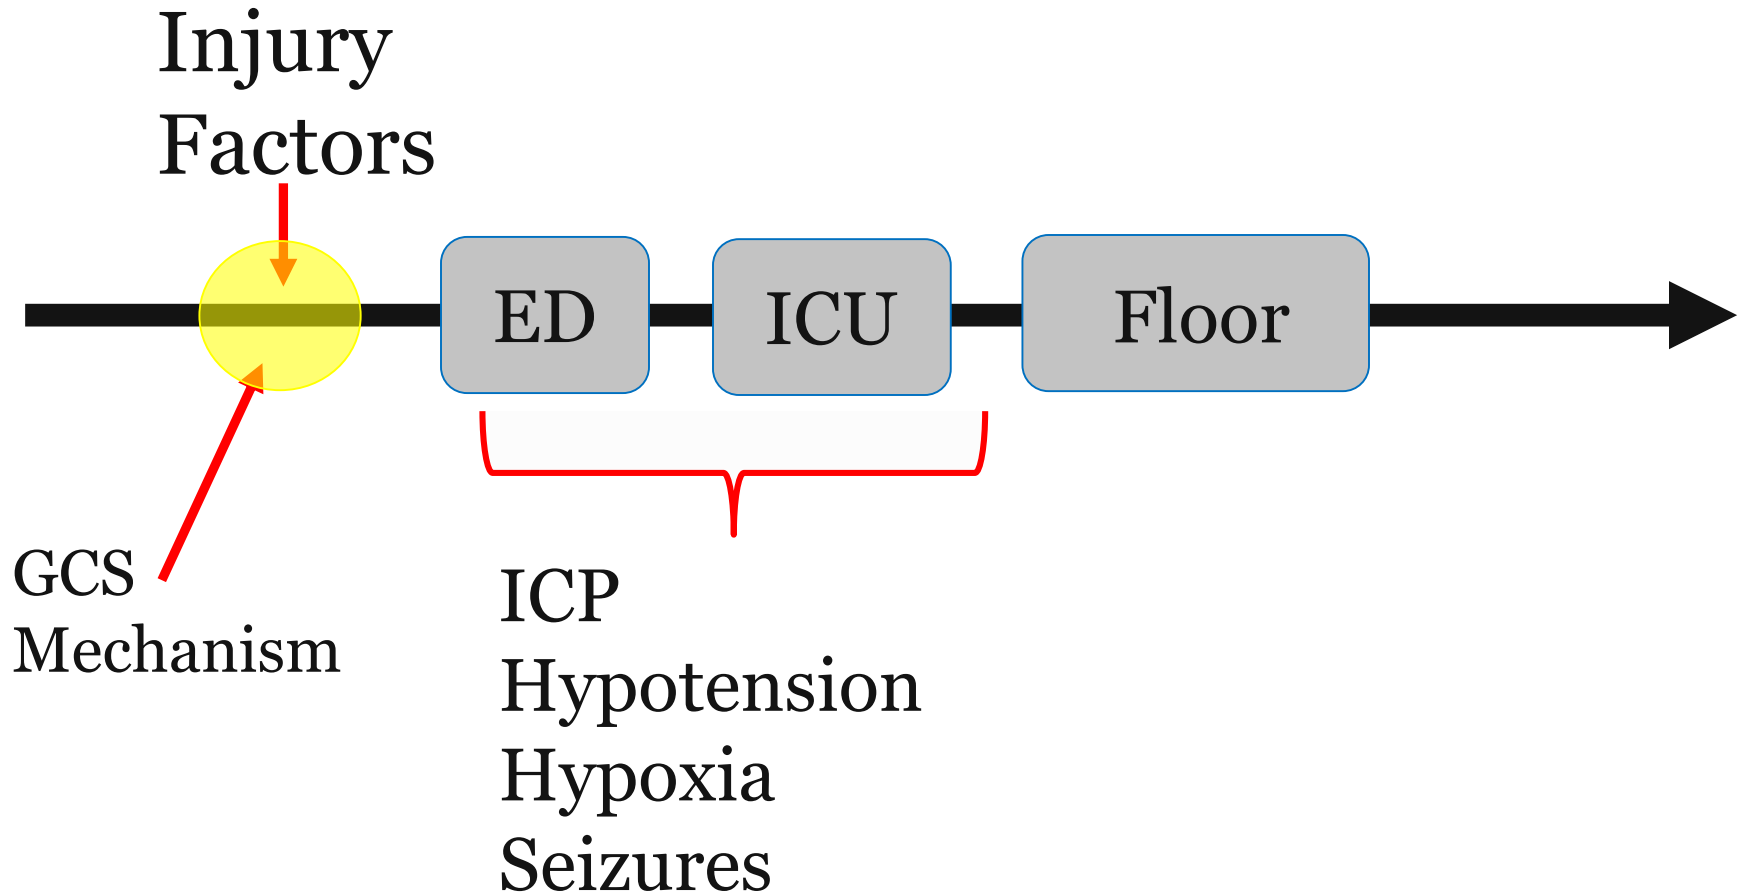 Injury
Factors
ED
ICU
Floor
GCS
Mechanism
ICP
Hypotension
Hypoxia
Seizures